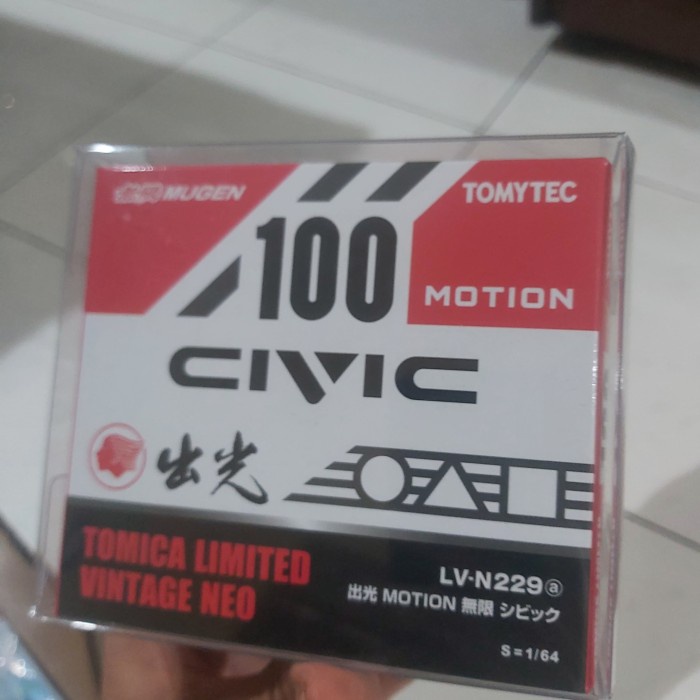 無限 MUGEN
TOMYTEC
100
MOTION
CIVIC
出光
TOMICA LIMITED
VINTAGE NEO
LV-N229ⓐ
出光 MOTION 無限 シビック
S=1/64